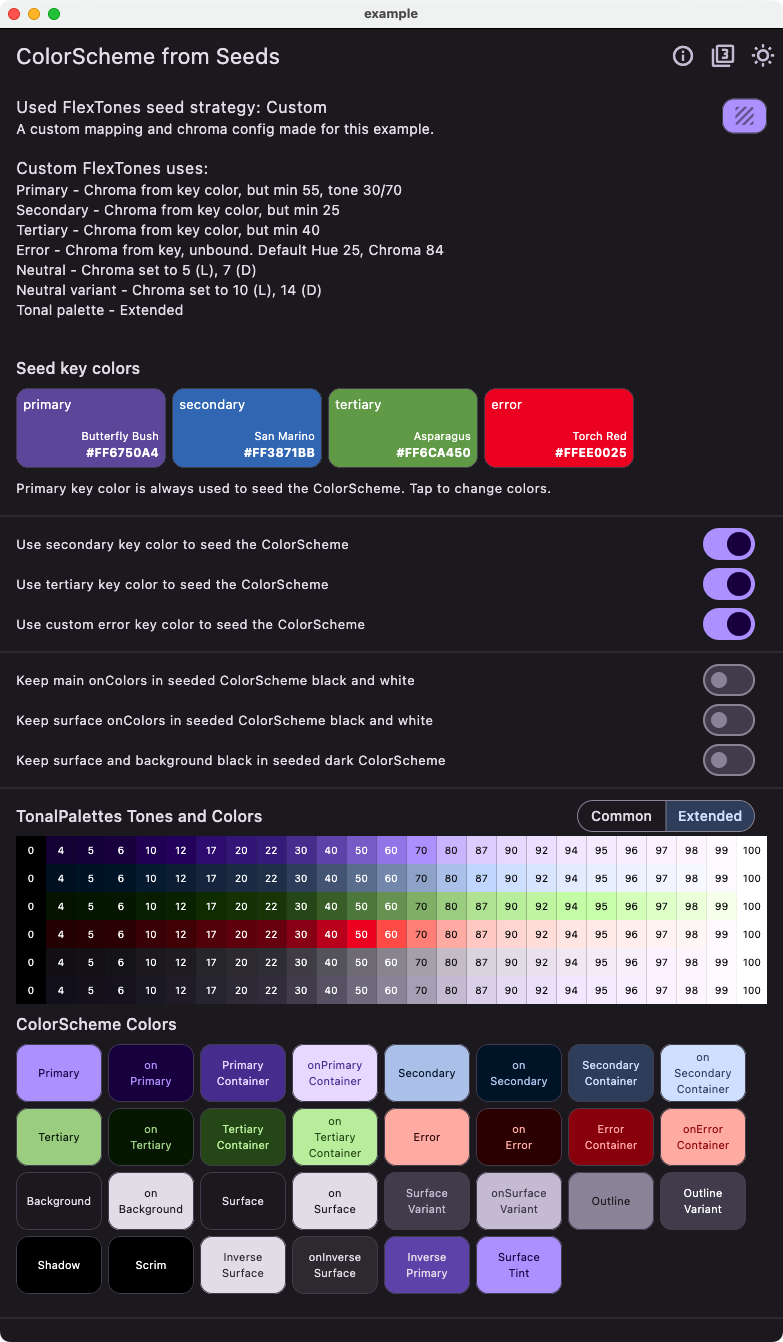 example
ColorScheme from Seeds
3
Used FlexTones seed strategy: Custom
A custom mapping and chroma config made for this example.
Custom FlexTones uses:
Primary - Chroma from key color, but min 55, tone 30/70
Secondary - Chroma from key color, but min 25
Tertiary - Chroma from key color, but min 40
Error - Chroma from key, unbound. Default Hue 25, Chroma 84
Neutral - Chroma set to 5 (L), 7 (D)
Neutral variant - Chroma set to 10 (L), 14 (D)
Tonal palette - Extended
Seed key colors
primary secondary tertiary error
Butterfly Bush San Marino Asparagus Torch Red
#FF6750A4 #FF3871BB #FF6CA450 #FFEE0025
Primary key color is always used to seed the ColorScheme. Tap to change colors.
Use secondary key color to seed the ColorScheme
Use tertiary key color to seed the ColorScheme
Use custom error key color to seed the ColorScheme
Keep main onColors in seeded ColorScheme black and white
Keep surface onColors in seeded ColorScheme black and white
Keep surface and background black in seeded dark ColorScheme
TonalPalettes Tones and Colors Common Extended
0 4 5 6 10 12 17 20 22 30 40 50 60 70 80 87 90 92 94 95 96 97 98 99 100
0 4 5 6 10 12 17 20 22 30 40 50 60 70 80 87 90 92 94 95 96 97 98 99 100
0 4 5 6 10 12 17 20 22 30 40 50 60 70 80 87 90 92 94 95 96 97 98 99 100
0 4 5 6 10 12 17 20 22 30 40 50 60 70 80 87 90 92 94 95 96 97 98 99 100
0 4 5 6 10 12 17 20 22 30 40 50 60 70 80 87 90 92 94 95 96 97 98 99 100
0 4 5 6 10 12 17 20 22 30 40 50 60 70 80 87 90 92 94 95 96 97 98 99 100
ColorScheme Colors
Primary
on
Primary
Primary
Container
onPrimary
Container
Secondary
on
Secondary
Secondary
Container
on
Secondary
Container
Tertiary
on
Tertiary
Tertiary
Container
on
Tertiary
Container
Error
on
Error
Error
Container
onError
Container
Background
on
Background
Surface
on
Surface
Surface
Variant
onSurface
Variant
Outline
Outline
Variant
Shadow
Scrim
Inverse
Surface
onInverse
Surface
Inverse
Primary
Surface
Tint